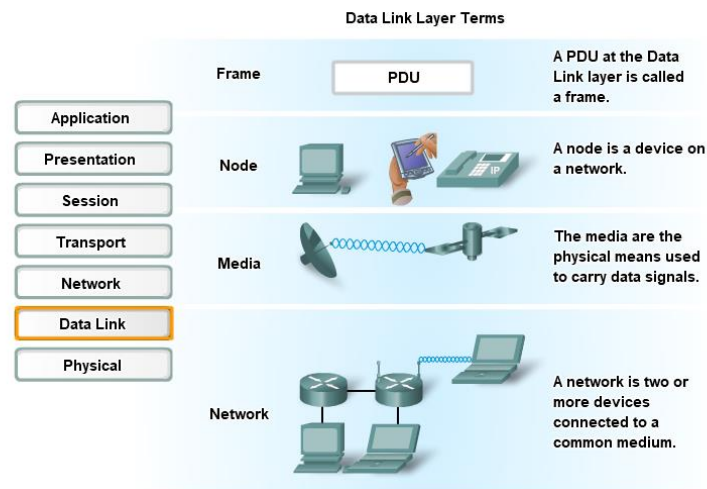 Data Link Layer Terms
Frame
PDU
A PDU at the Data
Link layer is called
a frame.
Application
Presentation
Session
Transport
Network
Data Link
Physical
Node
IP
A node is a device on
a network.
Media
The media are the
physical means used
to carry data signals.
Network
A network is two or
more devices
connected to a
common medium.